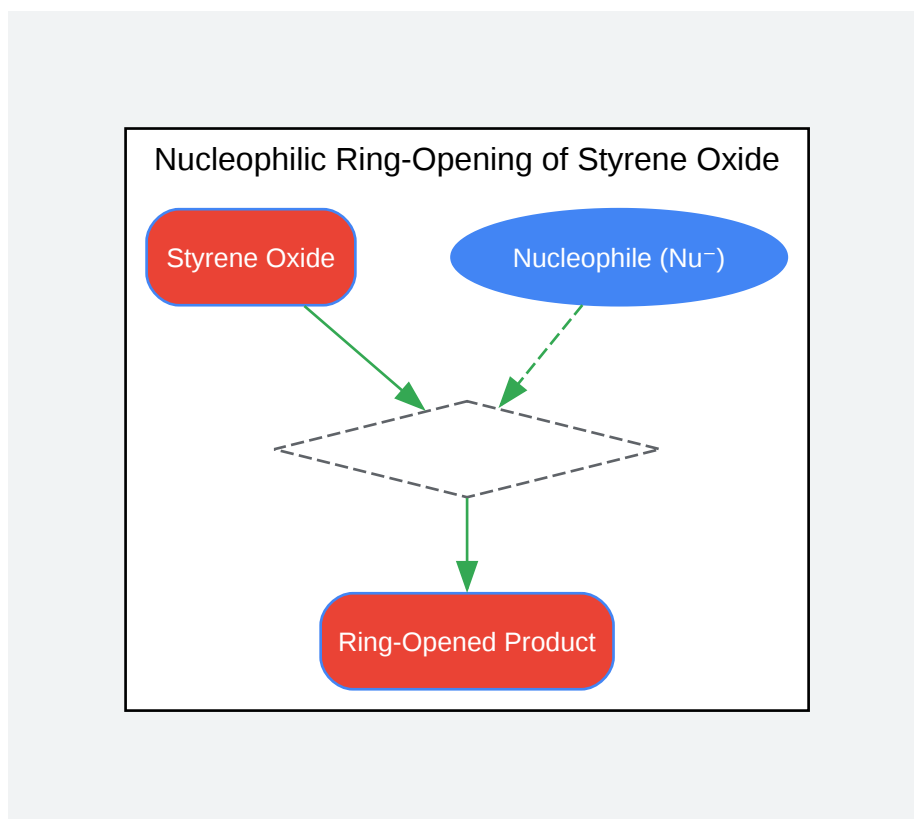 Nucleophilic Ring-Opening of Styrene Oxide
Styrene Oxide
Nucleophile (Nu⁻)
Ring-Opened Product